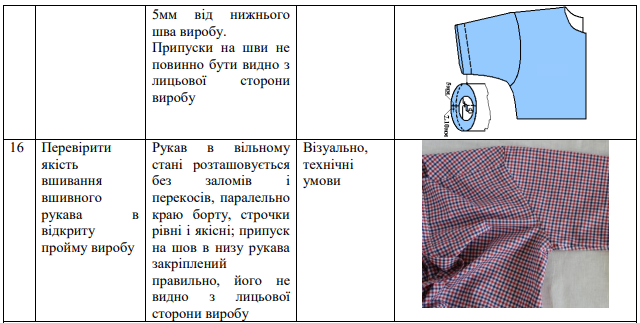 5мм від нижнього
шва виробу.
Припуски на шви не
повинно бути видно з
лицьової сторони
виробу
16
Перевірити
якість
вшивання
вшивного
рукава в
відкриту
пройму виробу
Рукав в вільному
стані розташовується
без заломів і
перекосів, паралельно
краю борту, строчки
рівні і якісні; припуск
на шов в низу рукава
закріплений
правильно, його не
видно з лицьової
сторони виробу
Візуально,
технічні
умови